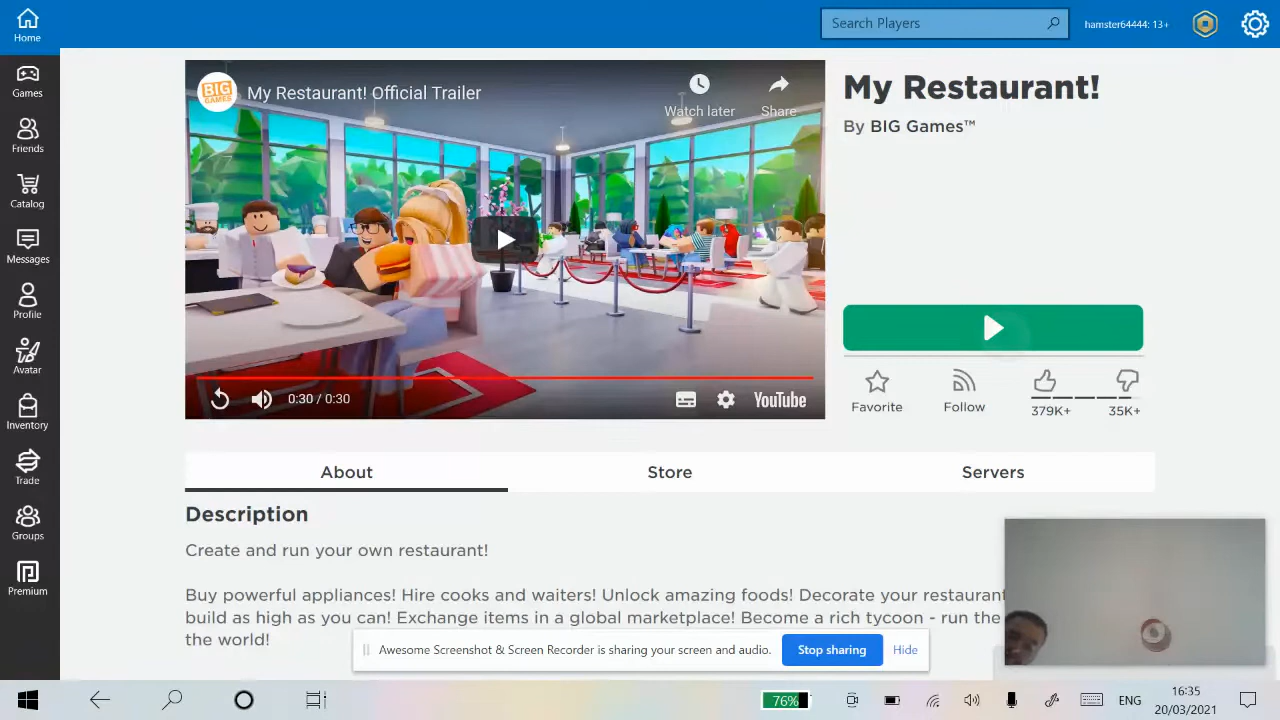 Home
Search Players
hamster64444: 13+
Games
Friends
Catalog
Messages
Profile
Avatar
Inventory
Trade
Groups
Premium
BIG
GAMES
My Restaurant! Official Trailer
Watch later
Share
0:30 / 0:30
YouTube
My Restaurant!
By BIG Games™
Favorite
Follow
379K+
35K+
About
Store
Servers
Description
Create and run your own restaurant!
Buy powerful appliances! Hire cooks and waiters! Unlock amazing foods! Decorate your restaurant
build as high as you can! Exchange items in a global marketplace! Become a rich tycoon - run the
the world!
Awesome Screenshot & Screen Recorder is sharing your screen and audio.
Stop sharing
Hide
76%
ENG
16:35
20/03/2021